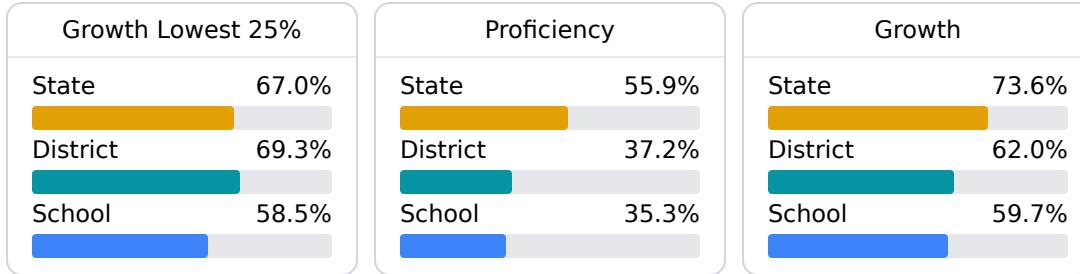 Growth Lowest 25%
State 67.0%
District 69.3%
School 58.5%
Proficiency
State 55.9%
District 37.2%
School 35.3%
Growth
State 73.6%
District 62.0%
School 59.7%